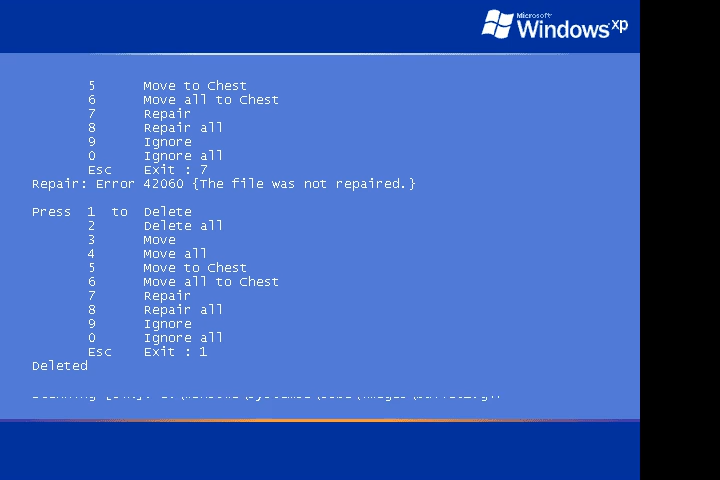 Microsoft
Windows xp
5 Move to Chest
6 Move all to Chest
7 Repair
8 Repair all
9 Ignore
0 Ignore all
Esc Exit : 7
Repair: Error 42060 {The file was not repaired.}
Press 1 to Delete
2 Delete all
3 Move
4 Move all
5 Move to Chest
6 Move all to Chest
7 Repair
8 Repair all
9 Ignore
0 Ignore all
Esc Exit : 1
Deleted
Scanning